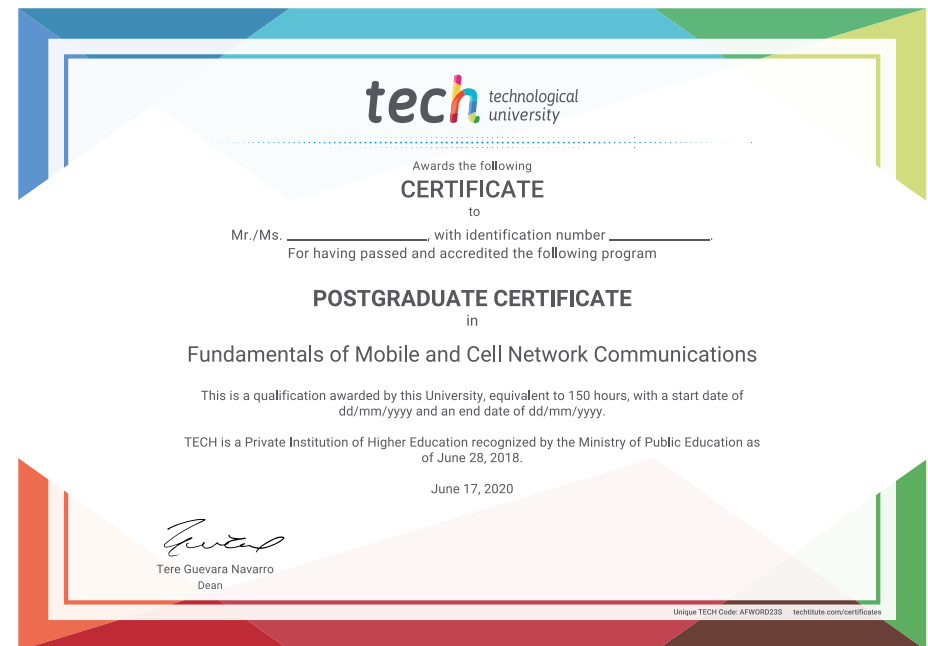 tech technological
university
Awards the following
CERTIFICATE
to
Mr./Ms. ____________________, with identification number ______________.
For having passed and accredited the following program
POSTGRADUATE CERTIFICATE
in
Fundamentals of Mobile and Cell Network Communications
This is a qualification awarded by this University, equivalent to 150 hours, with a start date of
dd/mm/yyyy and an end date of dd/mm/yyyy.
TECH is a Private Institution of Higher Education recognized by the Ministry of Public Education as
of June 28, 2018.
June 17, 2020
Tere Guevara Navarro
Dean
Unique TECH Code: AFWORD23S techtitute.com/certificates